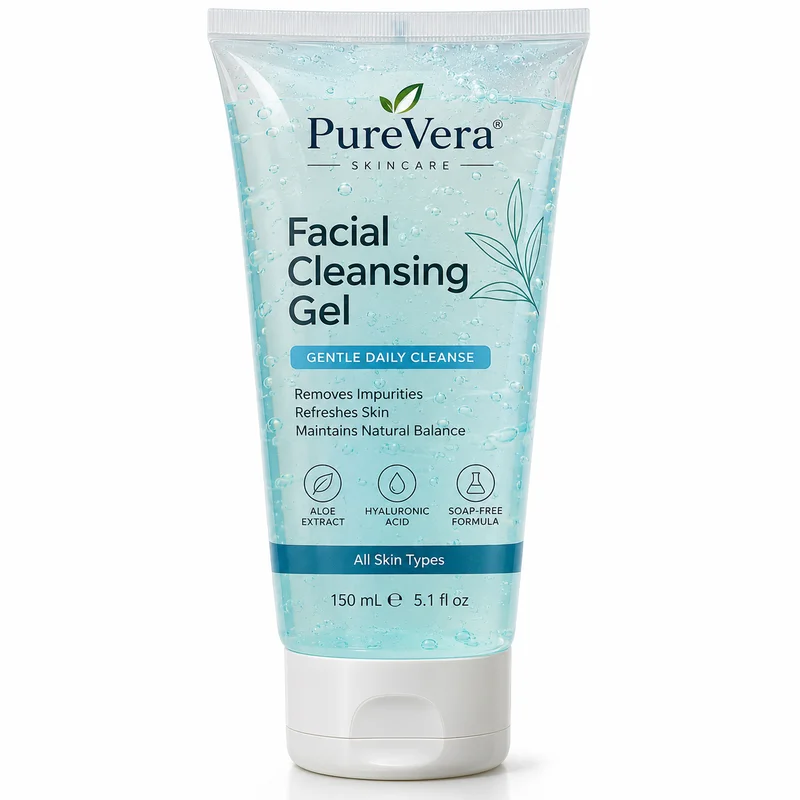 PureVera®
SKINCARE
Facial
Cleansing
Gel
GENTLE DAILY CLEANSE
Removes Impurities
Refreshes Skin
Maintains Natural Balance
ALOE
EXTRACT
HYALURONIC
ACID
SOAP-FREE
FORMULA
All Skin Types
150 mL ℮ 5.1 fl oz